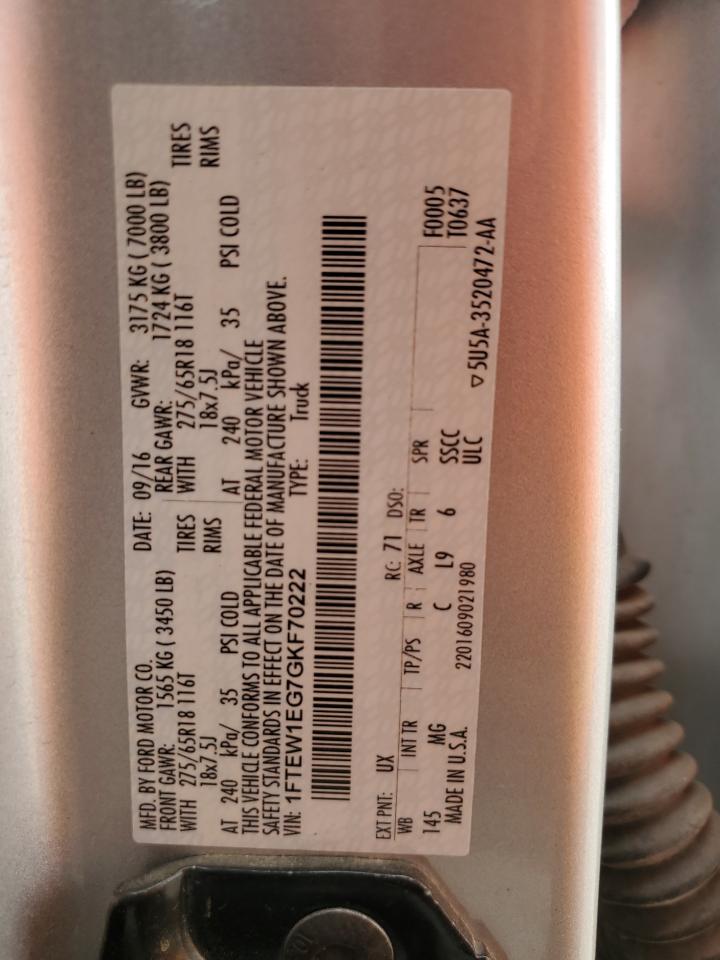 MFD. BY FORD MOTOR CO.
DATE: 09/16 GVWR: 3175 KG ( 7000 LB)
FRONT GAWR: 1565 KG ( 3450 LB) REAR GAWR: 1724 KG ( 3800 LB)
WITH 275/65R18 116T TIRES WITH 275/65R18 116T TIRES
18x7.5J RIMS 18x7.5J RIMS
AT 240 kPa/ 35 PSI COLD AT 240 kPa/ 35 PSI COLD
THIS VEHICLE CONFORMS TO ALL APPLICABLE FEDERAL MOTOR VEHICLE
SAFETY STANDARDS IN EFFECT ON THE DATE OF MANUFACTURE SHOWN ABOVE.
VIN: 1FTEW1EG7GKF70222 TYPE: Truck
EXT PNT: UX RC: 71 DSO: F0005
WB INT TR TP/PS R AXLE TR SPR T0637
145 MG C L9 6 SSCC
MADE IN U.S.A. 2201609021980 ULC ▽5U5A-3520472-AA